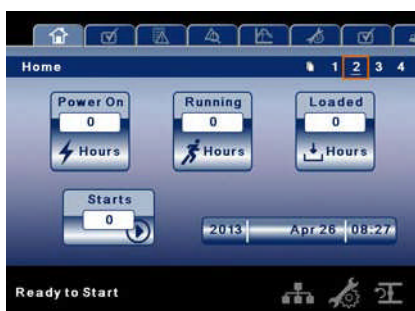 Home 1 2 3 4
Power On Running Loaded
0 0 0
Hours Hours Hours
Starts
0
2013 Apr 26 08:27
Ready to Start